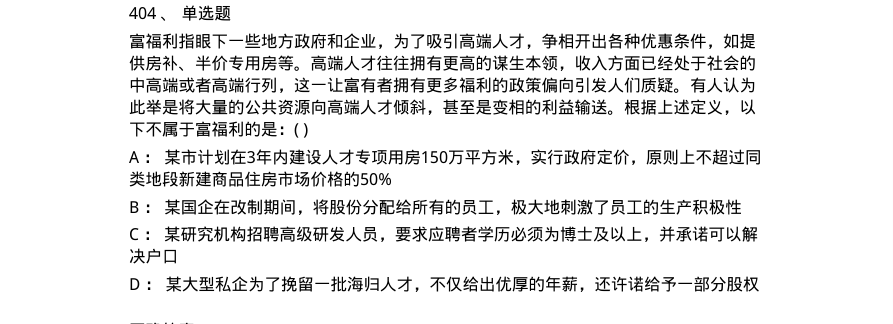 404 、 单选题
富福利指眼下一些地方政府和企业，为了吸引高端人才，争相开出各种优惠条件，如提
供房补、半价专用房等。高端人才往往拥有更高的谋生本领，收入方面已经处于社会的
中高端或者高端行列，这一让富有者拥有更多福利的政策偏向引发人们质疑。有人认为
此举是将大量的公共资源向高端人才倾斜，甚至是变相的利益输送。根据上述定义，以
下不属于富福利的是：( )
A ： 某市计划在3年内建设人才专项用房150万平方米，实行政府定价，原则上不超过同
类地段新建商品住房市场价格的50%
B ： 某国企在改制期间，将股份分配给所有的员工，极大地刺激了员工的生产积极性
C ： 某研究机构招聘高级研发人员，要求应聘者学历必须为博士及以上，并承诺可以解
决户口
D ： 某大型私企为了挽留一批海归人才，不仅给出优厚的年薪，还许诺给予一部分股权